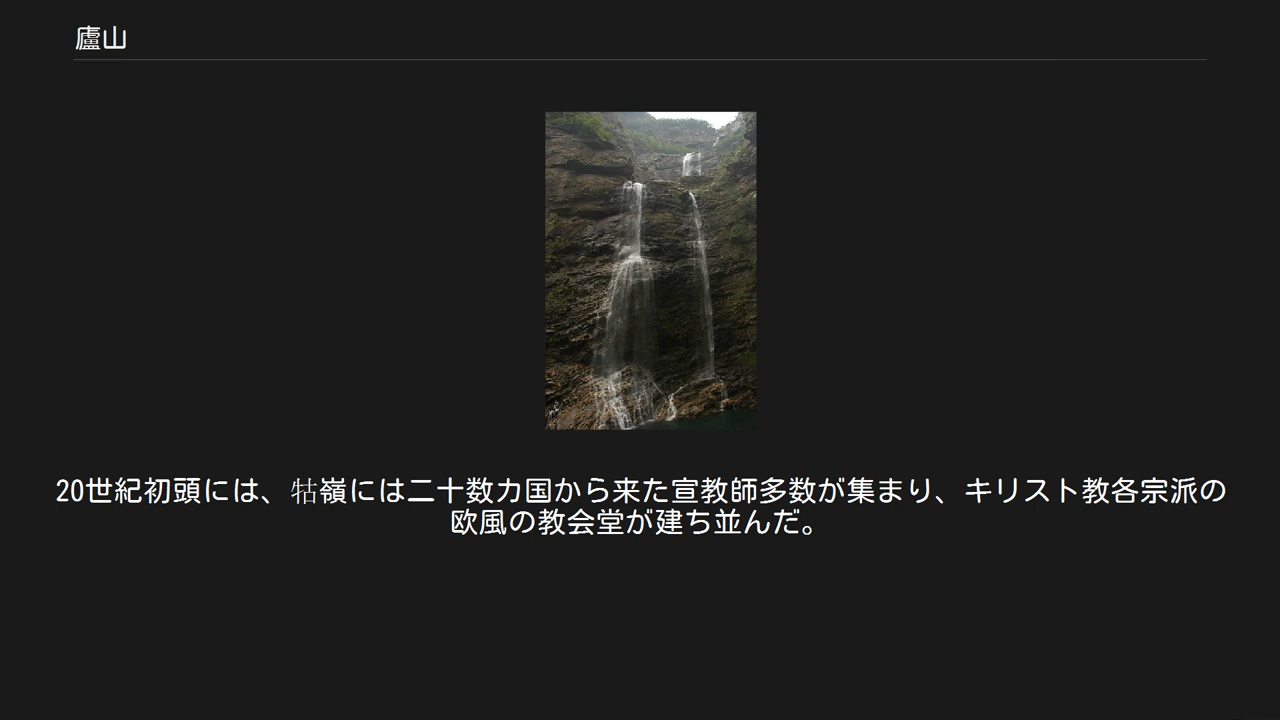 廬山
20世紀初頭には、牯嶺には二十数カ国から来た宣教師多数が集まり、キリスト教各宗派の
欧風の教会堂が建ち並んだ。